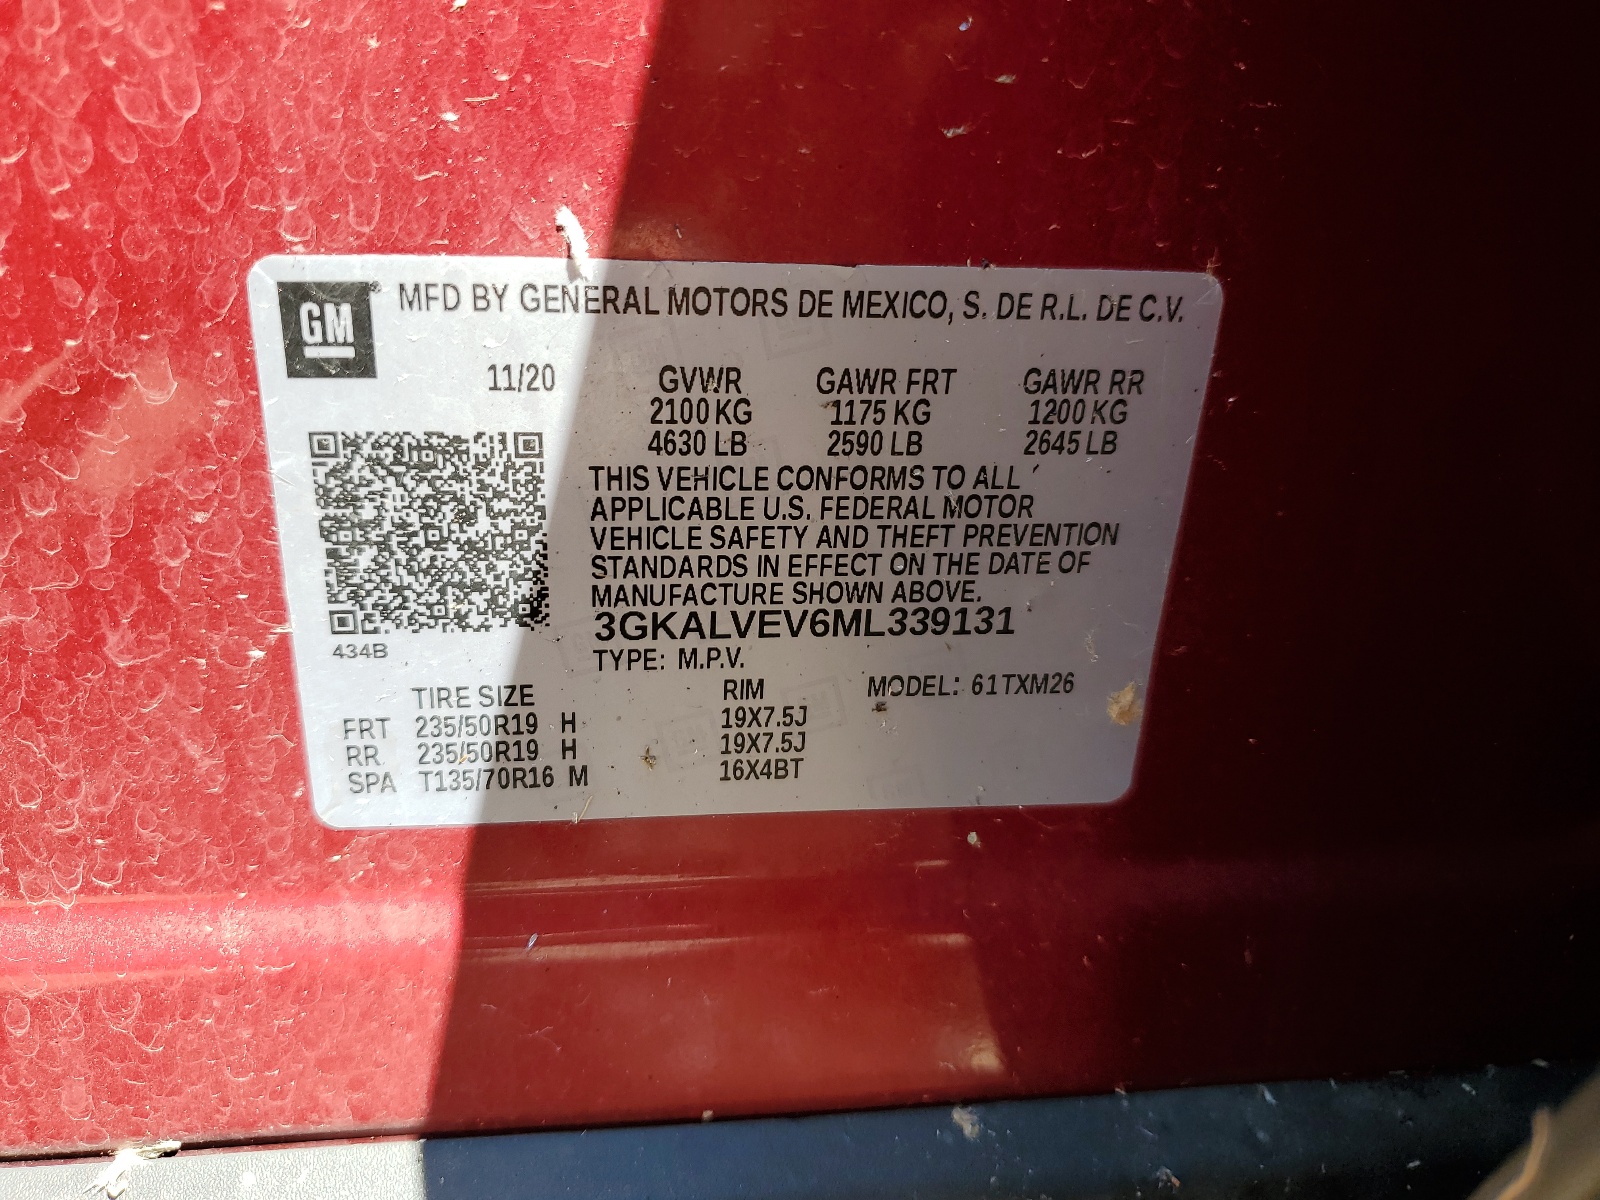 GM MFD BY GENERAL MOTORS DE MEXICO, S. DE R.L. DE C.V.
11/20 GVWR GAWR FRT GAWR RR
2100 KG 1175 KG 1200 KG
4630 LB 2590 LB 2645 LB
THIS VEHICLE CONFORMS TO ALL
APPLICABLE U.S. FEDERAL MOTOR
VEHICLE SAFETY AND THEFT PREVENTION
STANDARDS IN EFFECT ON THE DATE OF
MANUFACTURE SHOWN ABOVE.
3GKALVEV6ML339131
434B
TYPE: M.P.V.
TIRE SIZE RIM MODEL: 61TXM26
FRT 235/50R19 H 19X7.5J
RR 235/50R19 H 19X7.5J
SPA T135/70R16 M 16X4BT